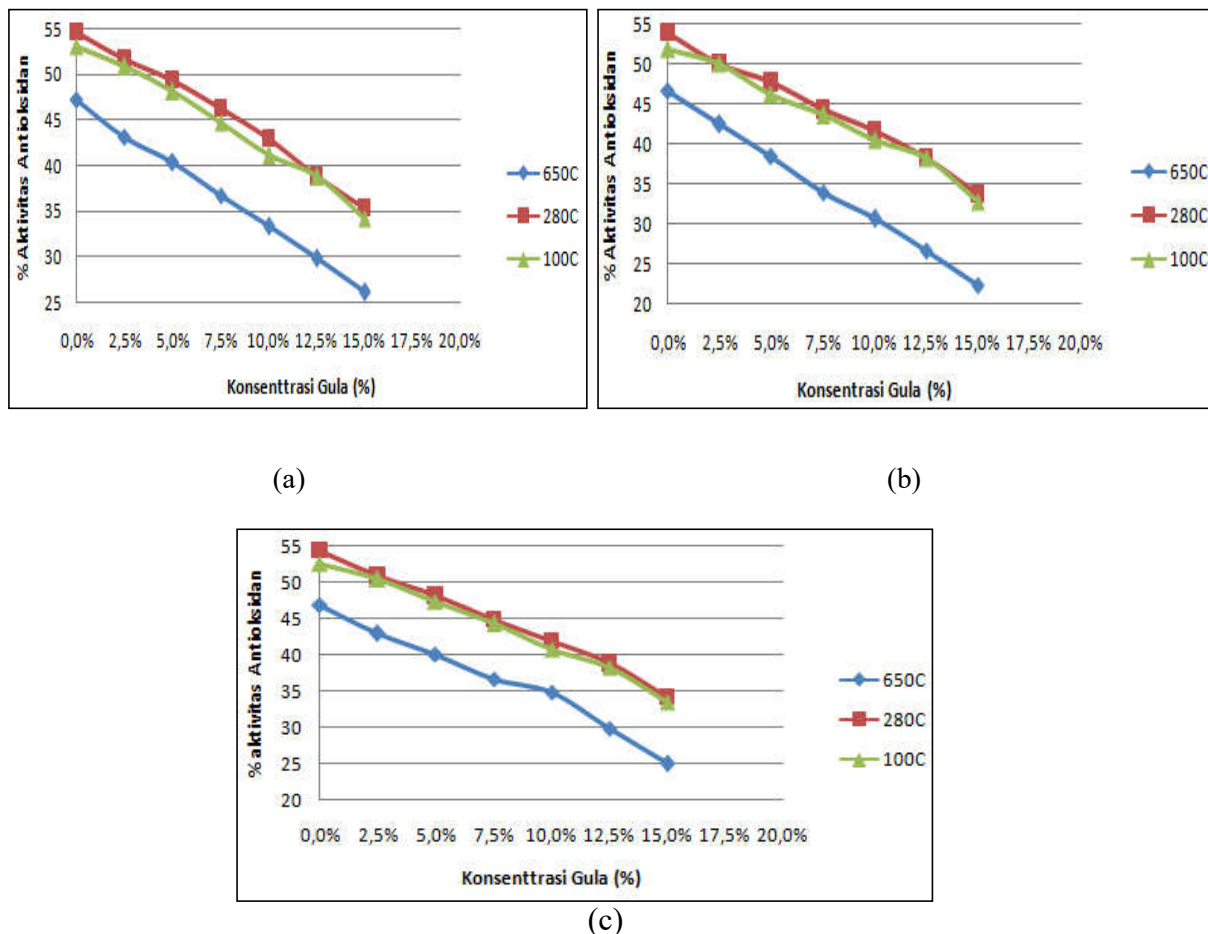 % Aktivitas Antioksidan
55
50
45
40
35
30
25
0,0% 2,5% 5,0% 7,5% 10,0% 12,5% 15,0% 17,5% 20,0%
Konsenttrasi Gula (%)
650C
280C
100C
(a)
% Aktivitas Antioksidan
55
50
45
40
35
30
25
20
0,0% 2,5% 5,0% 7,5% 10,0% 12,5% 15,0% 17,5% 20,0%
Konsentrasi Gula (%)
650C
280C
100C
(b)
% aktivitas Antioksidan
55
50
45
40
35
30
25
20
0,0% 2,5% 5,0% 7,5% 10,0% 12,5% 15,0% 17,5% 20,0%
Konsenttrasi Gula (%)
650C
280C
100C
(c)